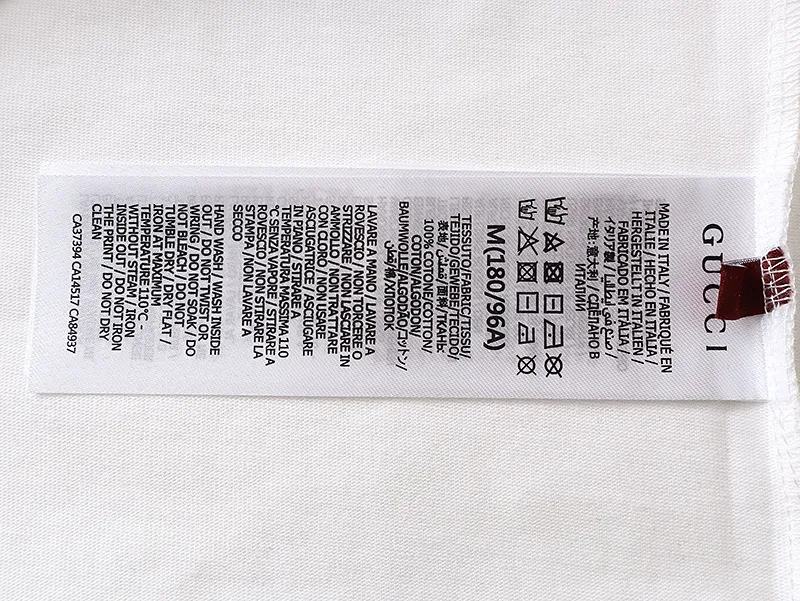 GUCCI
MADE IN ITALY / FABRIQUÉ EN
ITALIE / HECHO EN ITALIA /
HERGESTELLT IN ITALIEN /
FABRICADO EM ITÁLIA /
イタリア製 / صنع في إيطاليا /
产地: 意大利 / СДЕЛАНО В
ИТАЛИИ
M(180/96A)
TESSUTO/FABRIC/TISSU/
TEJIDO/GEWEBE/TECIDO/
表地/ /面料/ТКАНЬ:
100% COTONE/COTTON/
COTON/ALGODON/
BAUMWOLLE/ALGODÃO/コットン/
棉/ХЛОПОК
LAVARE A MANO / LAVARE A
ROVESCIO / NON TORCERE O
STRIZZARE / NON LASCIARE IN
AMMOLLO / NON TRATTARE
CON CLORO / NON USARE
ASCIUGATRICE / ASCIUGARE
IN PIANO / STIRARE A
TEMPERATURA MASSIMA 110
°C SENZA VAPORE / STIRARE A
ROVESCIO / NON STIRARE LA
STAMPA / NON LAVARE A
SECCO
HAND WASH / WASH INSIDE
OUT / DO NOT TWIST OR
WRING / DO NOT SOAK / DO
NOT BLEACH / DO NOT
TUMBLE DRY / DRY FLAT /
IRON AT MAXIMUM
TEMPERATURE 110°C -
WITHOUT STEAM / IRON
INSIDE OUT / DO NOT IRON
THE PRINT / DO NOT DRY
CLEAN
CA37394 CA14517 CA84937